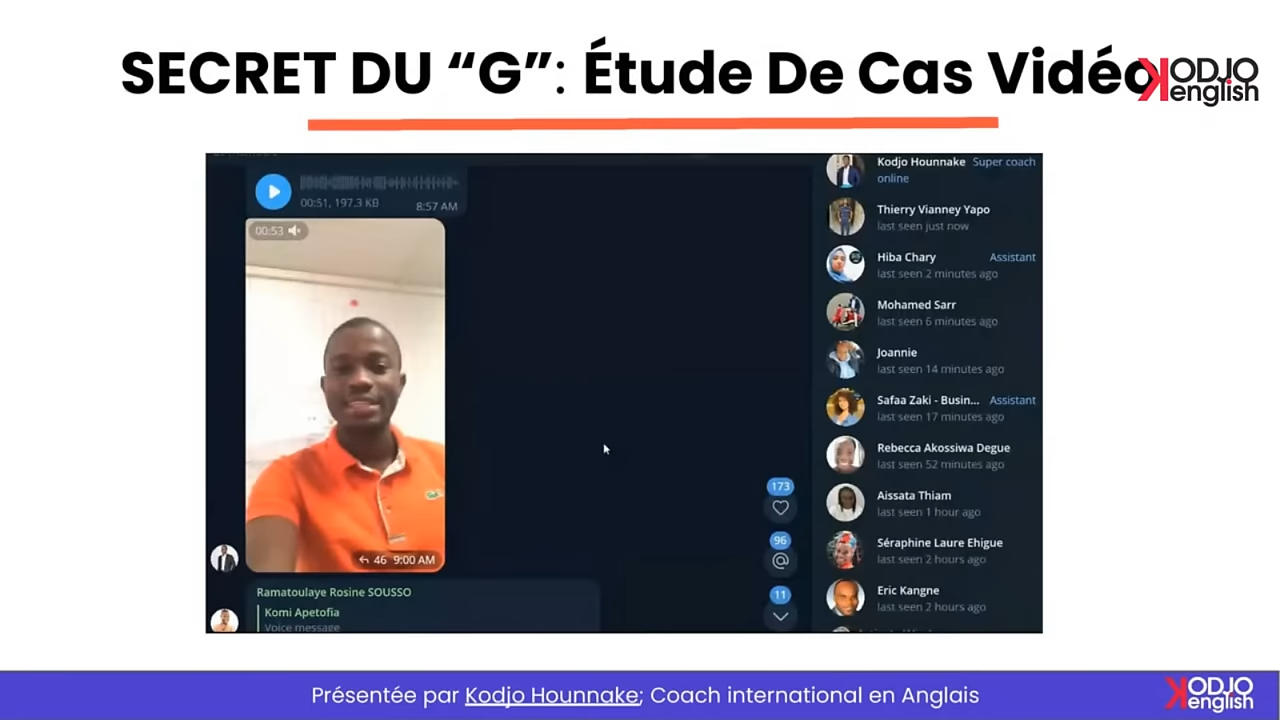 SECRET DU “G”: Étude De Cas Vidéo
KODJO
english
00:51, 197.3 KB
8:57 AM
00:53
46 9:00 AM
Ramatoulaye Rosine SOUSSO
Komi Apetofia
Voice message
173
96
11
Kodjo Hounnake Super coach
online
Thierry Vianney Yapo
last seen just now
Hiba Chary Assistant
last seen 2 minutes ago
Mohamed Sarr
last seen 6 minutes ago
Joannie
last seen 14 minutes ago
Safaa Zaki - Busin... Assistant
last seen 17 minutes ago
Rebecca Akossiwa Degue
last seen 52 minutes ago
Aissata Thiam
last seen 1 hour ago
Séraphine Laure Ehigue
last seen 2 hours ago
Eric Kangne
last seen 2 hours ago
Présentée par Kodjo Hounnake; Coach international en Anglais
KODJO
english